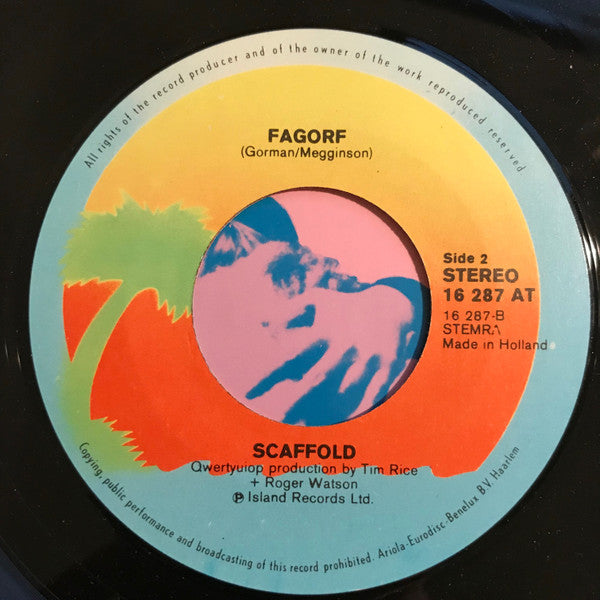 All rights of the record producer and of the owner of the work reproduced reserved
FAGORF
(Gorman/Megginson)
Side 2
STEREO
16 287 AT
16 287-B
STEMRA
Made in Holland
SCAFFOLD
Qwertyuiop production by Tim Rice
+ Roger Watson
℗ Island Records Ltd.
Copying, public performance and broadcasting of this record prohibited. Ariola-Eurodisc-Benelux B.V. Haarlem